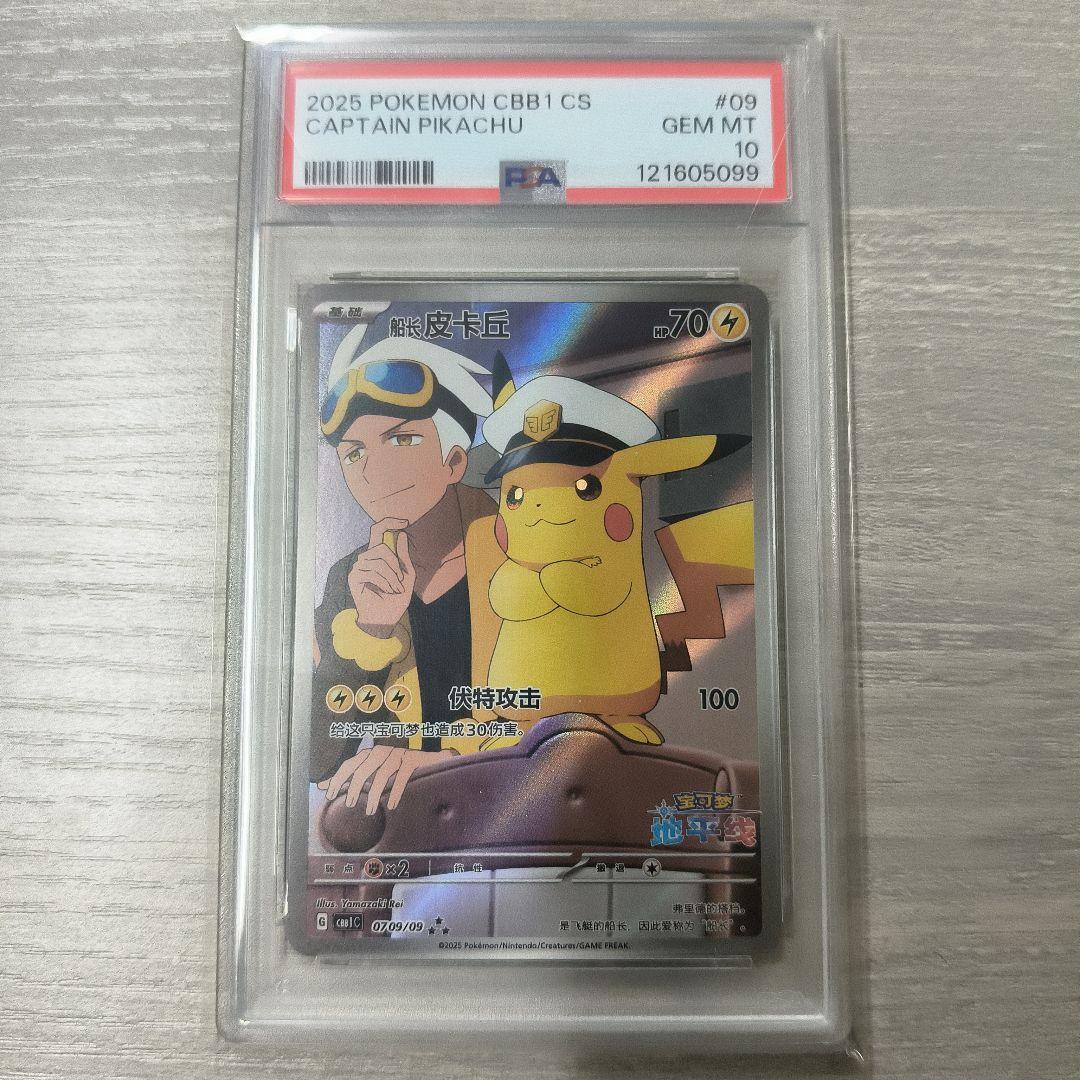 2025 POKEMON CBB1 CS #09
CAPTAIN PIKACHU GEM MT
10
PSA 121605099
基础 船长 皮卡丘 HP70
伏特攻击 100
给这只宝可梦也造成30伤害。
宝可梦
地平线
弱点 ×2 抗性 撤退
Illus. Yamazaki Rei
弗里德的搭档。
G CBB1C 0709/09
是飞艇的船长,因此爱称为“船长”。
©2025 Pokémon/Nintendo/Creatures/GAME FREAK.